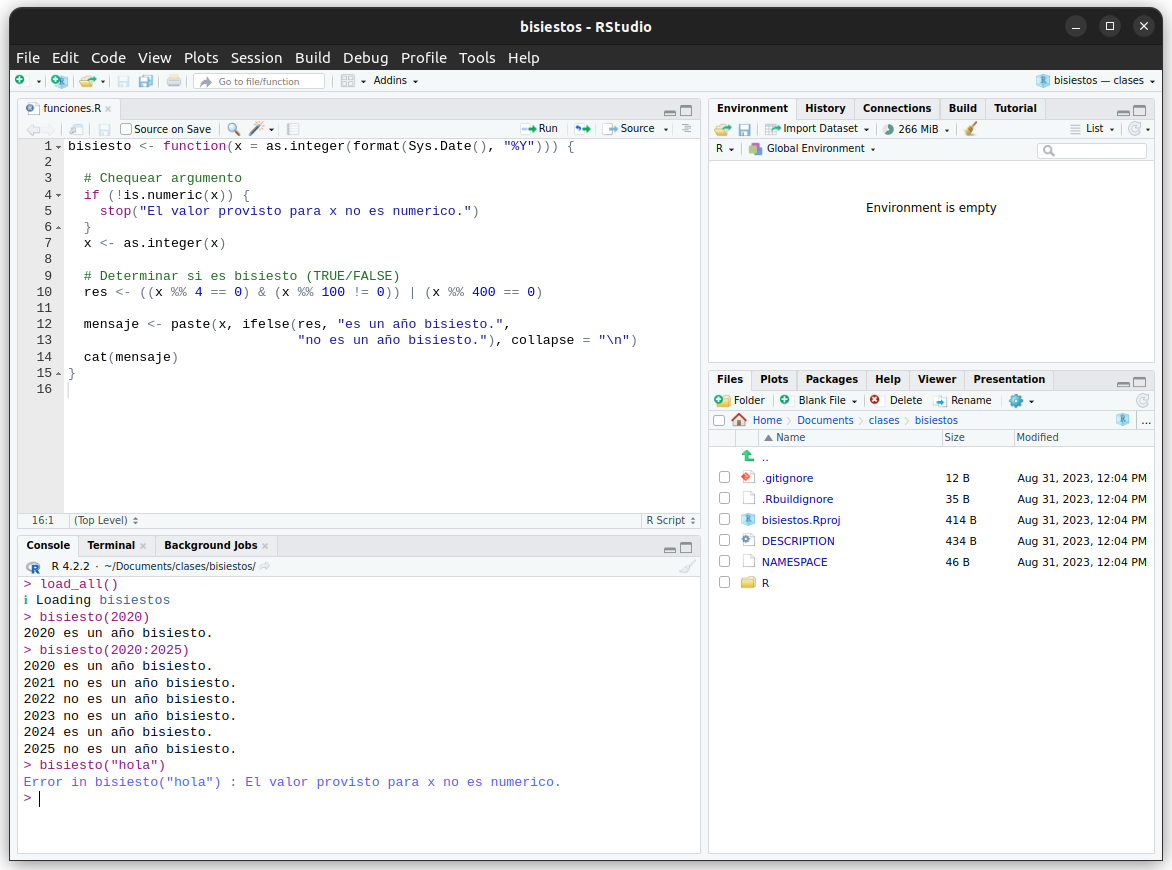 bisiestos - RStudio
File Edit Code View Plots Session Build Debug Profile Tools Help
Go to file/function Addins bisiestos — clases
funciones.R
Source on Save Run Source
1 bisiesto <- function(x = as.integer(format(Sys.Date(), "%Y"))) {
2
3 # Chequear argumento
4 if (!is.numeric(x)) {
5 stop("El valor provisto para x no es numerico.")
6 }
7 x <- as.integer(x)
8
9 # Determinar si es bisiesto (TRUE/FALSE)
10 res <- ((x %% 4 == 0) & (x %% 100 != 0)) | (x %% 400 == 0)
11
12 mensaje <- paste(x, ifelse(res, "es un año bisiesto.",
13 "no es un año bisiesto."), collapse = "\n")
14 cat(mensaje)
15 }
16
16:1 (Top Level) R Script
Console Terminal Background Jobs
R 4.2.2 · ~/Documents/clases/bisiestos/
> load_all()
i Loading bisiestos
> bisiesto(2020)
2020 es un año bisiesto.
> bisiesto(2020:2025)
2020 es un año bisiesto.
2021 no es un año bisiesto.
2022 no es un año bisiesto.
2023 no es un año bisiesto.
2024 es un año bisiesto.
2025 no es un año bisiesto.
> bisiesto("hola")
Error in bisiesto("hola") : El valor provisto para x no es numerico.
>
Environment History Connections Build Tutorial
Import Dataset 266 MiB List
R Global Environment
Environment is empty
Files Plots Packages Help Viewer Presentation
Folder Blank File Delete Rename
Home Documents clases bisiestos R ...
Name Size Modified
..
.gitignore 12 B Aug 31, 2023, 12:04 PM
.Rbuildignore 35 B Aug 31, 2023, 12:04 PM
bisiestos.Rproj 414 B Aug 31, 2023, 12:04 PM
DESCRIPTION 434 B Aug 31, 2023, 12:04 PM
NAMESPACE 46 B Aug 31, 2023, 12:04 PM
R